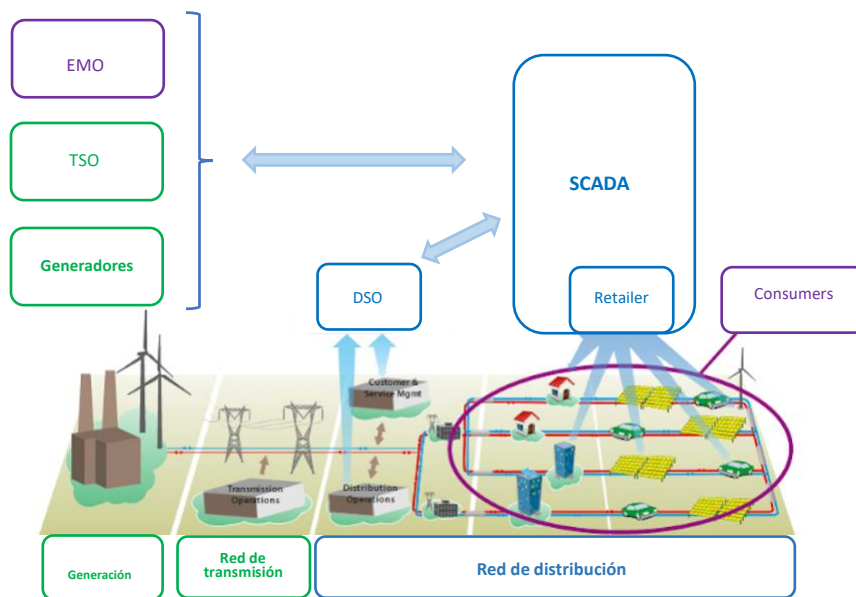 EMO
TSO
SCADA
Generadores
DSO
Retailer
Consumers
Customer &
Service Mgmt
Transmission
Operations
Distribution
Operations
Generación
Red de
transmisión
Red de distribución